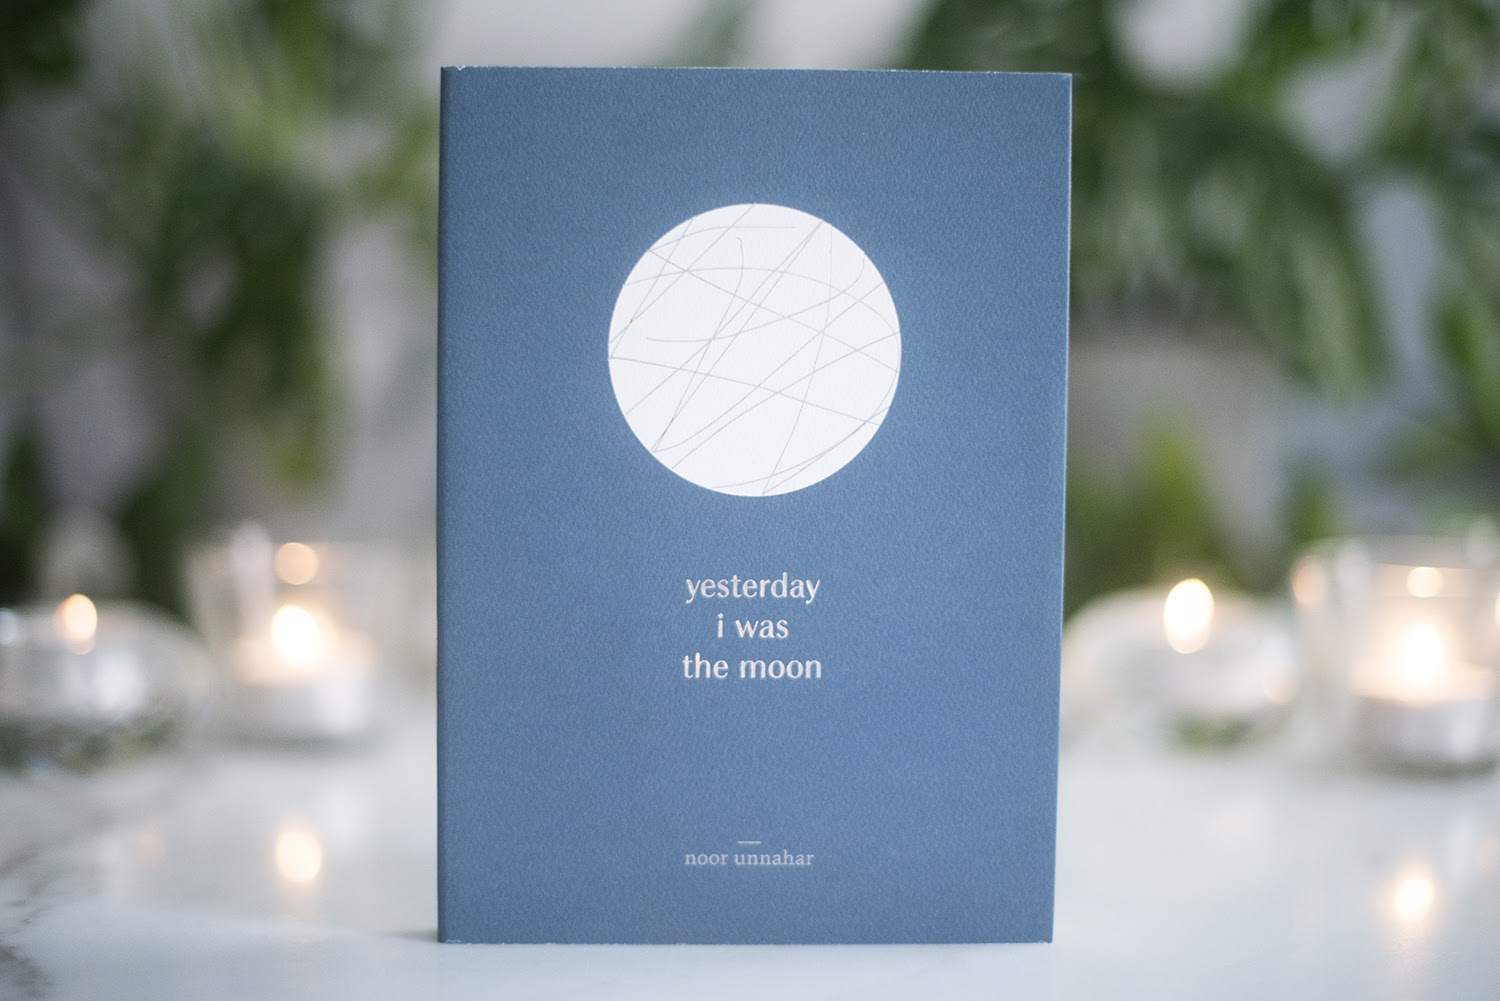 yesterday
i was
the moon
noor unnahar